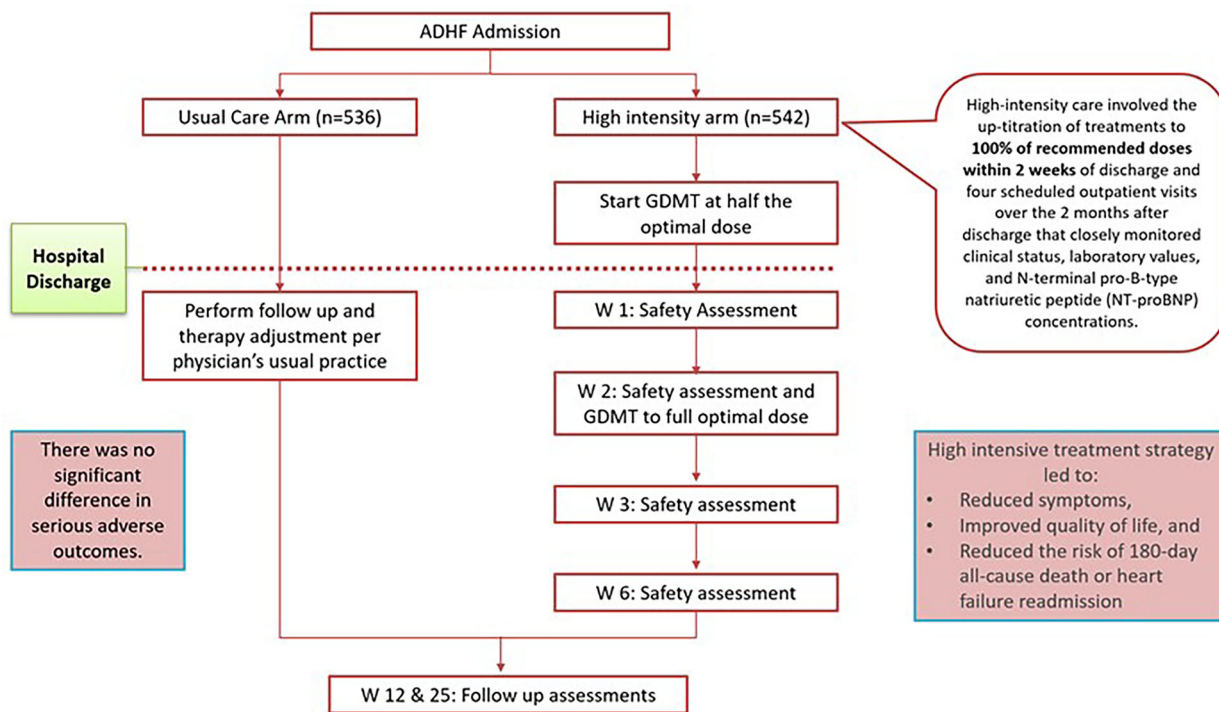 ADHF Admission
Usual Care Arm (n=536)
High intensity arm (n=542)
High-intensity care involved the
up-titration of treatments to
100% of recommended doses
within 2 weeks of discharge and
four scheduled outpatient visits
over the 2 months after
discharge that closely monitored
clinical status, laboratory values,
and N-terminal pro-B-type
natriuretic peptide (NT-proBNP)
concentrations.
Start GDMT at half the
optimal dose
Hospital
Discharge
Perform follow up and
therapy adjustment per
physician's usual practice
W 1: Safety Assessment
W 2: Safety assessment and
GDMT to full optimal dose
There was no
significant
difference in
serious adverse
outcomes.
High intensive treatment strategy
led to:
• Reduced symptoms,
• Improved quality of life, and
• Reduced the risk of 180-day
all-cause death or heart
failure readmission
W 3: Safety assessment
W 6: Safety assessment
W 12 & 25: Follow up assessments